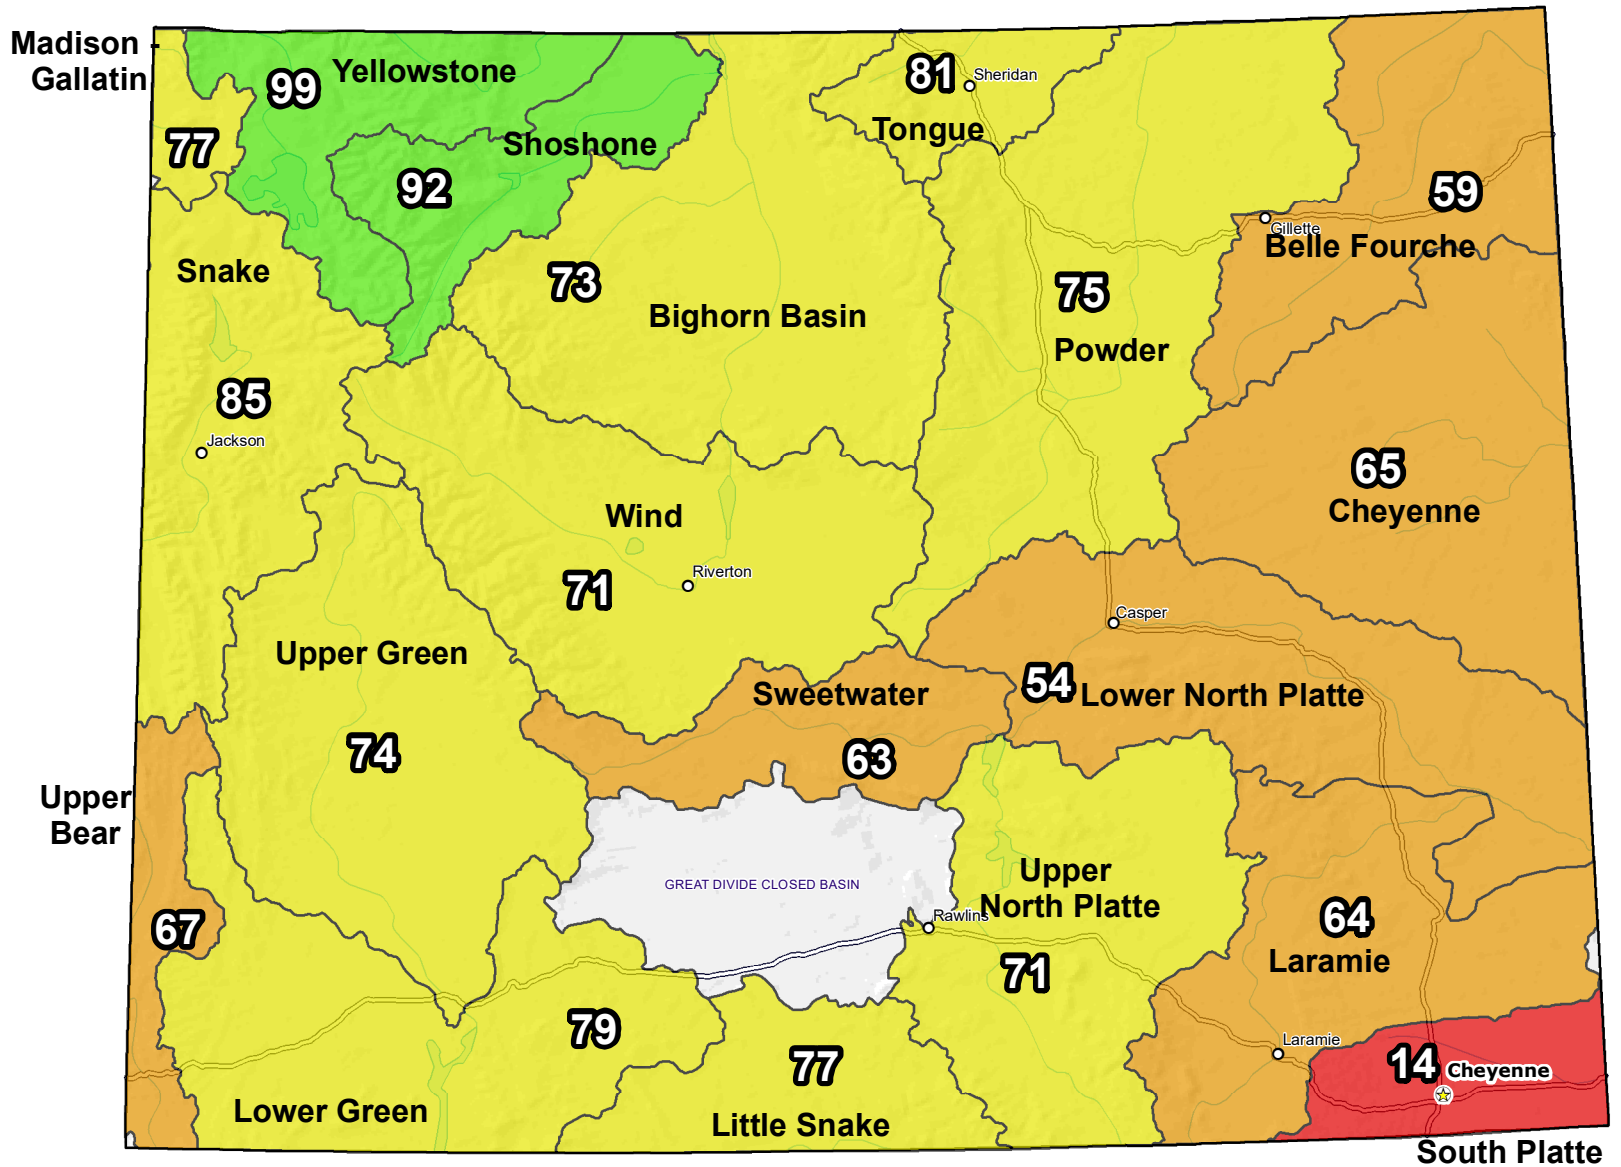 Madison -
Gallatin
99
Yellowstone
81
Sheridan
Tongue
77
Shoshone
92
59
Gillette
Belle Fourche
Snake
73
Bighorn Basin
75
Powder
85
Jackson
65
Cheyenne
Wind
71
Riverton
Casper
Upper Green
54
Lower North Platte
Sweetwater
74
63
Upper
Bear
GREAT DIVIDE CLOSED BASIN
Upper
North Platte
Rawlins
67
64
Laramie
71
79
77
Laramie
14
Cheyenne
Lower Green
Little Snake
South Platte